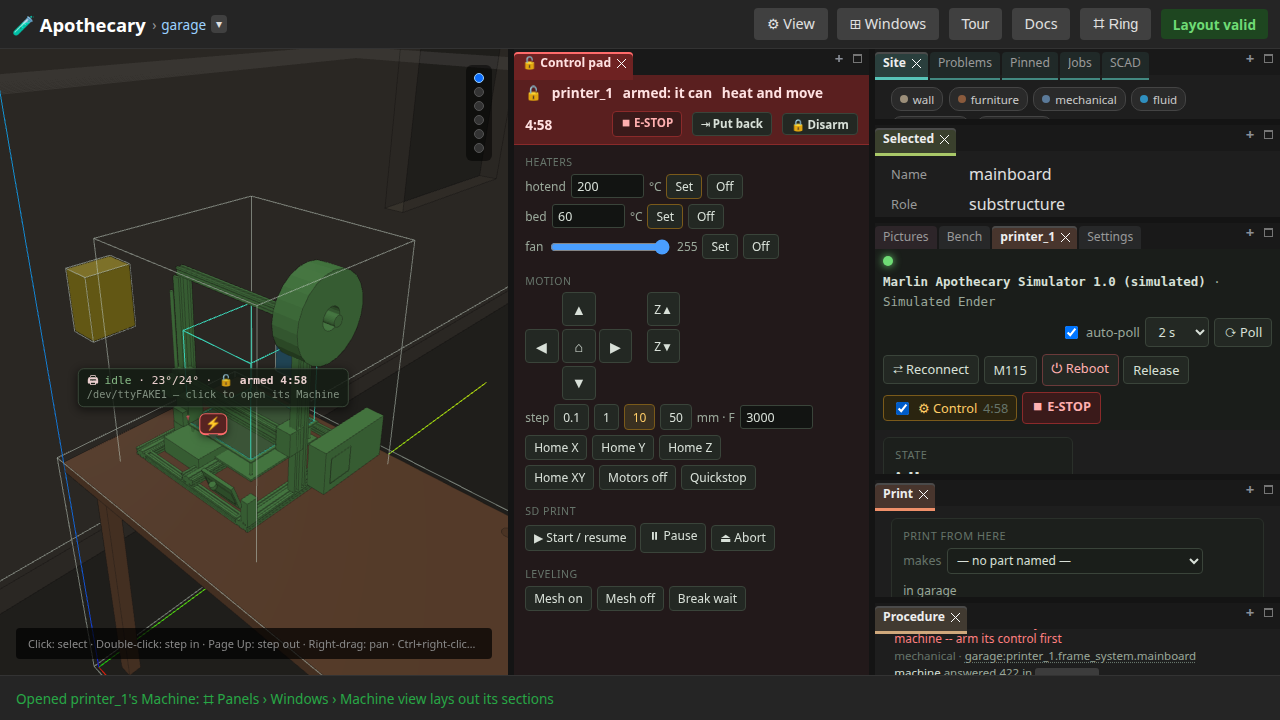 Apothecary › garage ▾
⚙ View
⊞ Windows
Tour
Docs
⌗ Ring
Layout valid
idle · 23°/24° · 🔓 armed 4:58
/dev/ttyFAKE1 — click to open its Machine
Click: select · Double-click: step in · Page Up: step out · Right-drag: pan · Ctrl+right-clic…
🔓 Control pad
🔓 printer_1 armed: it can heat and move
4:58
■ E-STOP
⇥ Put back
🔒 Disarm
HEATERS
hotend 200 °C Set Off
bed 60 °C Set Off
fan 255 Set Off
MOTION
▲ Z▲
◀ ⌂ ▶ Z▼
▼
step 0.1 1 10 50 mm · F 3000
Home X Home Y Home Z
Home XY Motors off Quickstop
SD PRINT
▶ Start / resume ⏸ Pause ⏏ Abort
LEVELING
Mesh on Mesh off Break wait
Site Problems Pinned Jobs SCAD
wall furniture mechanical fluid
Selected
Name mainboard
Role substructure
Pictures Bench printer_1 Settings
Marlin Apothecary Simulator 1.0 (simulated) ·
Simulated Ender
auto-poll 2 s ⟳ Poll
⇄ Reconnect M115 ⏻ Reboot Release
⚙ Control 4:58 ■ E-STOP
STATE
Print
PRINT FROM HERE
makes — no part named —
in garage
Procedure
machine -- arm its control first
mechanical · garage:printer_1.frame_system.mainboard
machine answered 422 in
Opened printer_1's Machine: ⌗ Panels › Windows › Machine view lays out its sections